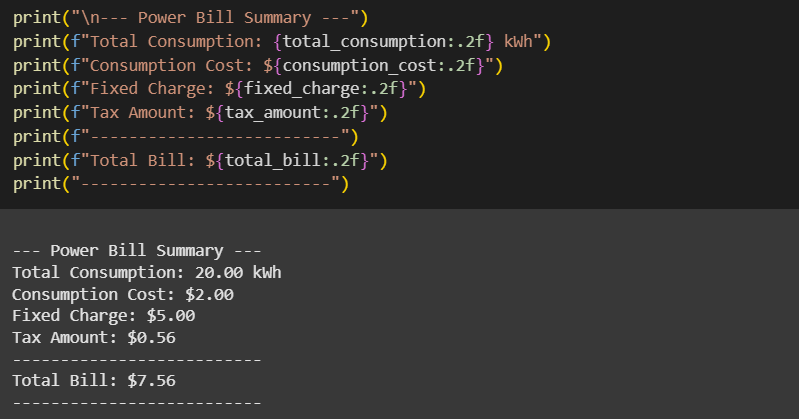 print("\n--- Power Bill Summary ---")
print(f"Total Consumption: {total_consumption:.2f} kWh")
print(f"Consumption Cost: ${consumption_cost:.2f}")
print(f"Fixed Charge: ${fixed_charge:.2f}")
print(f"Tax Amount: ${tax_amount:.2f}")
print(f"--------------------------")
print(f"Total Bill: ${total_bill:.2f}")
print("--------------------------")
--- Power Bill Summary ---
Total Consumption: 20.00 kWh
Consumption Cost: $2.00
Fixed Charge: $5.00
Tax Amount: $0.56
--------------------------
Total Bill: $7.56
--------------------------